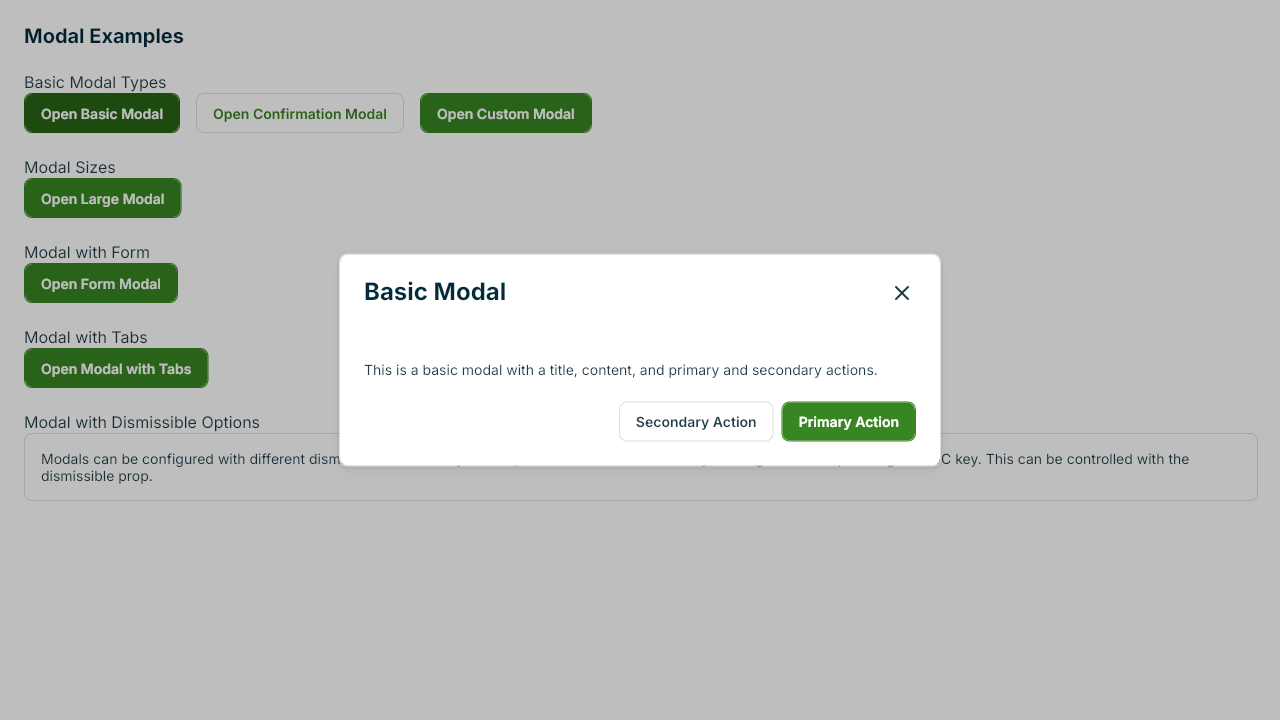 Modal Examples
Basic Modal Types
Open Basic Modal
Open Confirmation Modal
Open Custom Modal
Modal Sizes
Open Large Modal
Modal with Form
Open Form Modal
Modal with Tabs
Open Modal with Tabs
Modal with Dismissible Options
Modals can be configured with different
key. This can be controlled with the
dismissible prop.
Basic Modal
This is a basic modal with a title, content, and primary and secondary actions.
Secondary Action
Primary Action